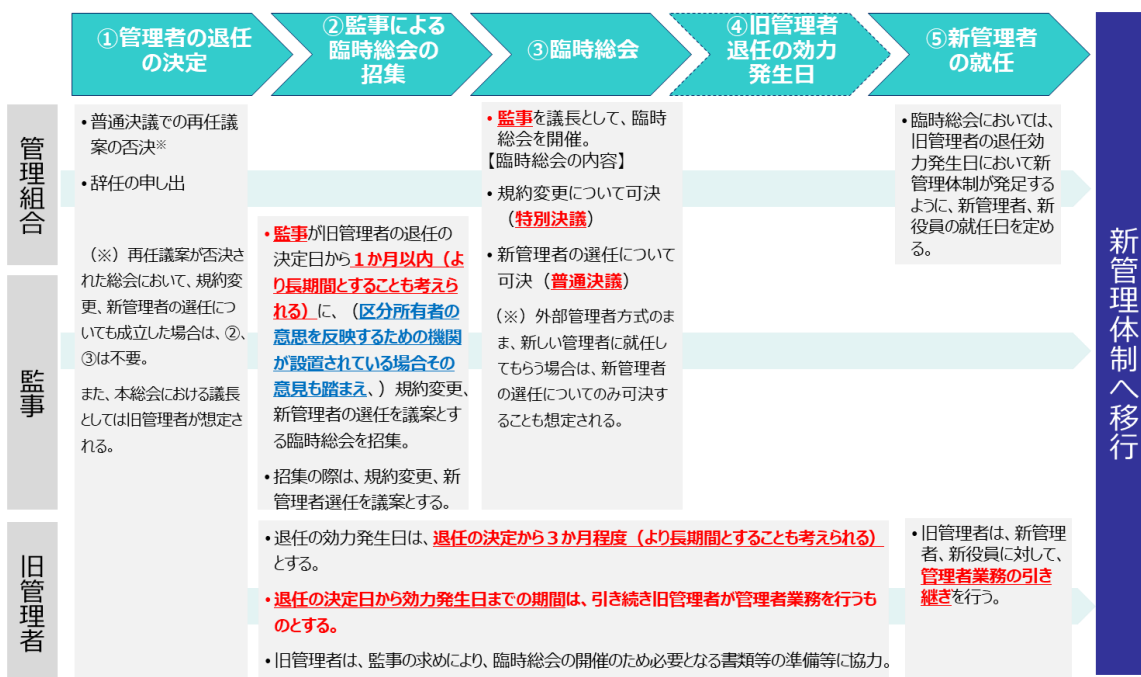 ①管理者の退任
の決定
②監事による
臨時総会の
招集
③臨時総会
④旧管理者
退任の効力
発生日
⑤新管理者
の就任
管理組合
監事
旧管理者
・普通決議での再任議
案の否決※
・辞任の申し出
（※）再任議案が否決さ
れた総会において、規約変
更、新管理者の選任につ
いても成立した場合は、②、
③は不要。
また、本総会における議長
としては旧管理者が想定さ
れる。
・監事が旧管理者の退任の
決定日から１か月以内（よ
り長期間とすることも考えら
れる）に、（区分所有者の
意思を反映するための機関
が設置されている場合その
意見も踏まえ、）規約変更、
新管理者の選任を議案とす
る臨時総会を招集。
・招集の際は、規約変更、新
管理者選任を議案とする。
・監事を議長として、臨時
総会を開催。
【臨時総会の内容】
・規約変更について可決
（特別決議）
・新管理者の選任について
可決（普通決議）
（※）外部管理者方式のま
ま、新しい管理者に就任し
てもらう場合は、新管理者
の選任についてのみ可決す
ることも想定される。
・臨時総会においては、
旧管理者の退任効
力発生日において新
管理体制が発足する
ように、新管理者、新
役員の就任日を定め
る。
・退任の効力発生日は、退任の決定から３か月程度（より長期間とすることも考えられる）
とする。
・退任の決定日から効力発生日までの期間は、引き続き旧管理者が管理者業務を行うも
のとする。
・旧管理者は、監事の求めにより、臨時総会の開催のため必要となる書類等の準備等に協力。
・旧管理者は、新管理
者、新役員に対して、
管理者業務の引き
継ぎを行う。
新管理体制へ移行